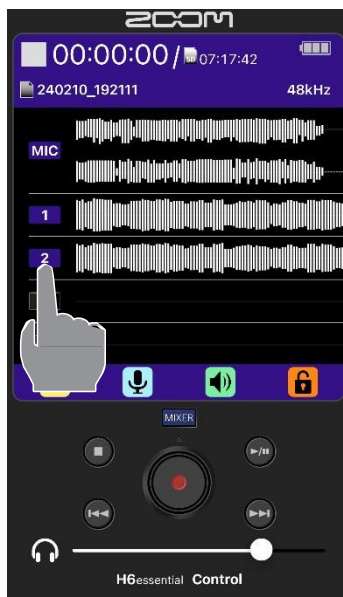 ZOOM
00:00:00/ SD 07:17:42
240210_192111 48kHz
MIC
1
2
MIXER
H6essential Control